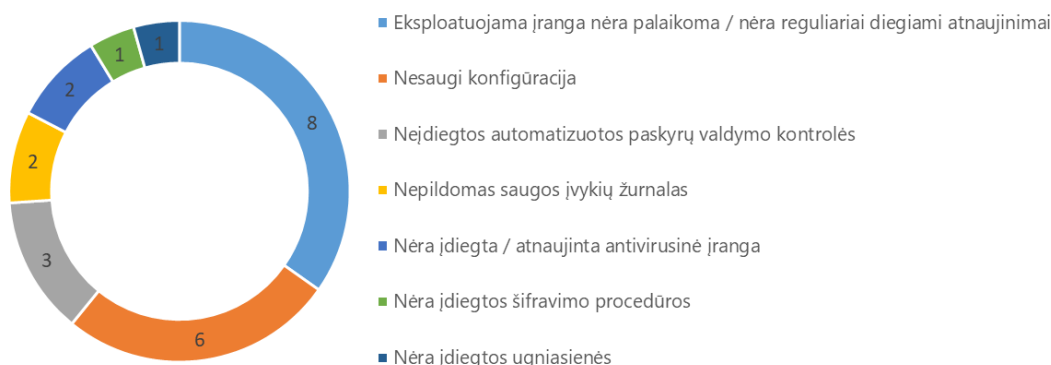 Eksploatuojama įranga nėra palaikoma / nėra reguliariai diegiami atnaujinimai
Nesaugi konfigūracija
Neįdiegtos automatizuotos paskyrų valdymo kontrolės
Nepildomas saugos įvykių žurnalas
Nėra įdiegta / atnaujinta antivirusinė įranga
Nėra įdiegtos šifravimo procedūros
Nėra įdiegtos ugniasienės
8
6
3
2
2
1
1